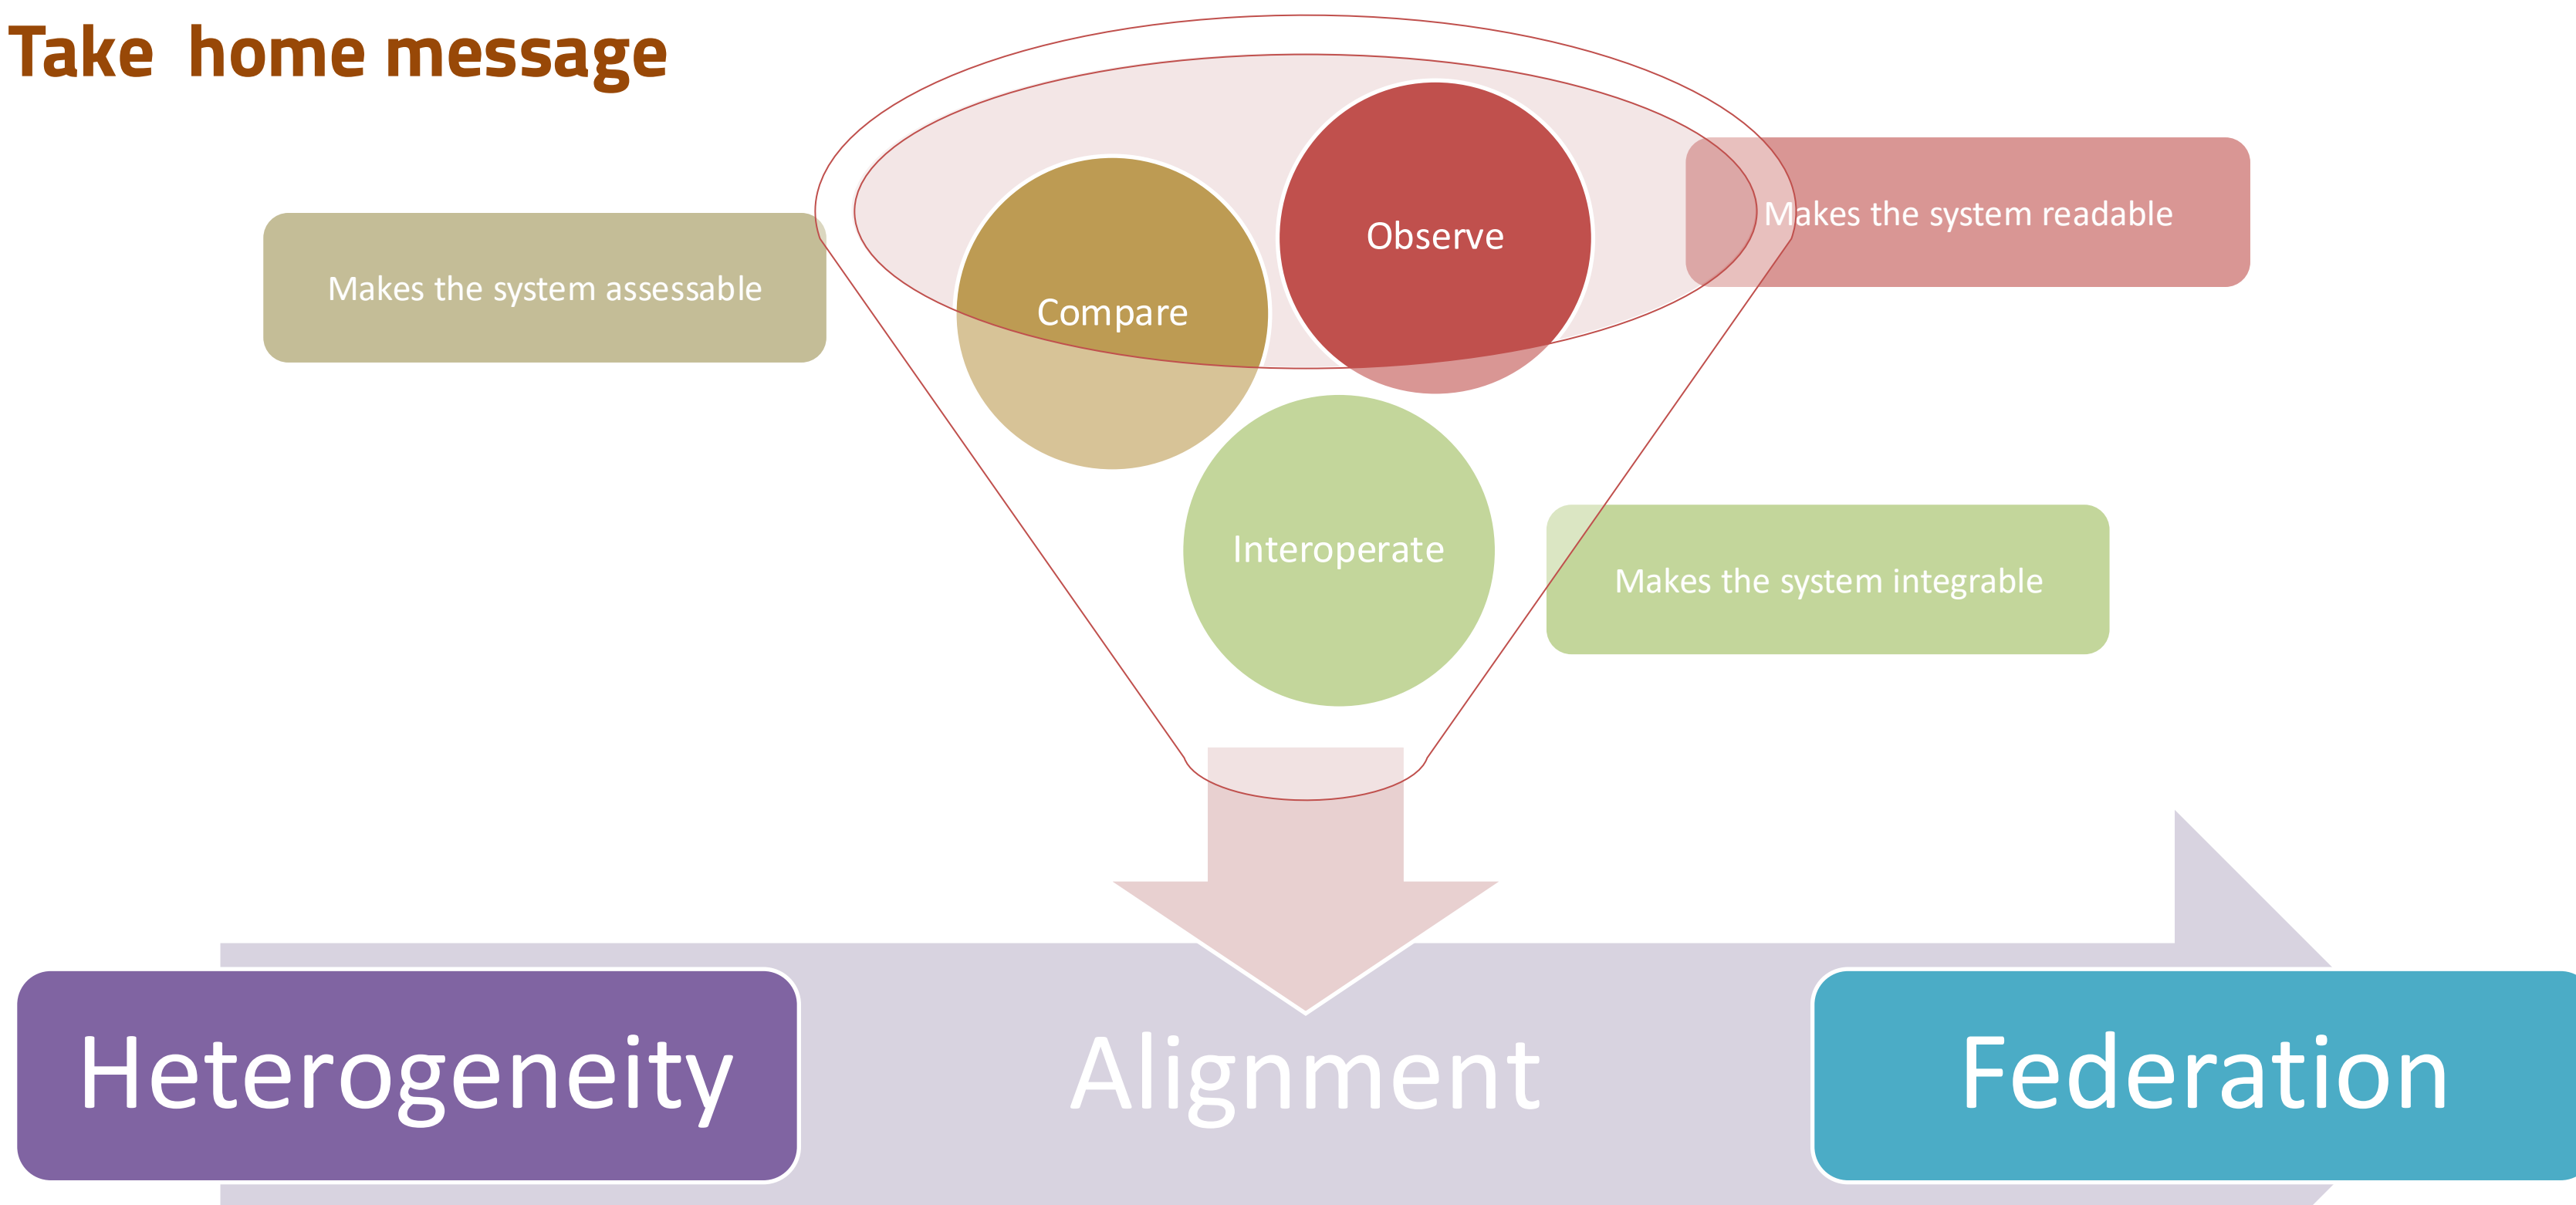 Take  home message
Makes the system readable
Observe
Makes the system assessable
Compare
Interoperate
Makes the system integrable
Heterogeneity
Alignment
Federation